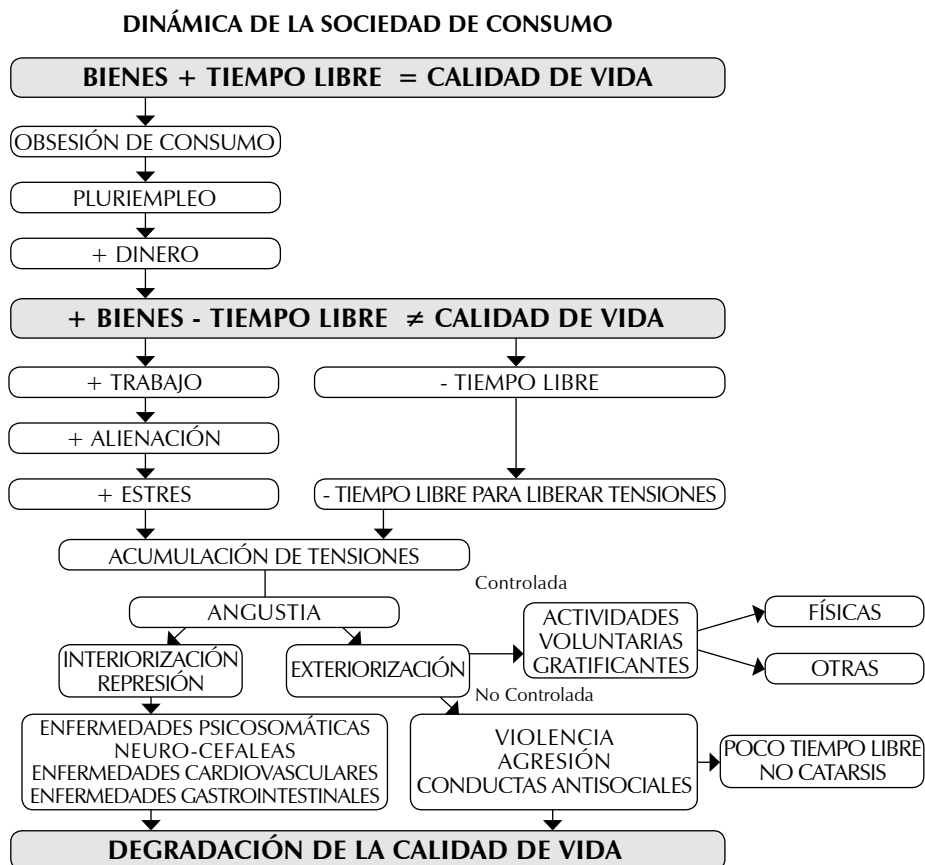 DINÁMICA DE LA SOCIEDAD DE CONSUMO
BIENES + TIEMPO LIBRE = CALIDAD DE VIDA
OBSESIÓN DE CONSUMO
PLURIEMPLEO
+ DINERO
+ BIENES - TIEMPO LIBRE ≠ CALIDAD DE VIDA
+ TRABAJO
- TIEMPO LIBRE
+ ALIENACIÓN
+ ESTRES
- TIEMPO LIBRE PARA LIBERAR TENSIONES
ACUMULACIÓN DE TENSIONES
ANGUSTIA
Controlada
ACTIVIDADES
VOLUNTARIAS
GRATIFICANTES
FÍSICAS
OTRAS
INTERIORIZACIÓN
REPRESIÓN
EXTERIORIZACIÓN
No Controlada
ENFERMEDADES PSICOSOMÁTICAS
NEURO-CEFALEAS
ENFERMEDADES CARDIOVASCULARES
ENFERMEDADES GASTROINTESTINALES
VIOLENCIA
AGRESIÓN
CONDUCTAS ANTISOCIALES
POCO TIEMPO LIBRE
NO CATARSIS
DEGRADACIÓN DE LA CALIDAD DE VIDA